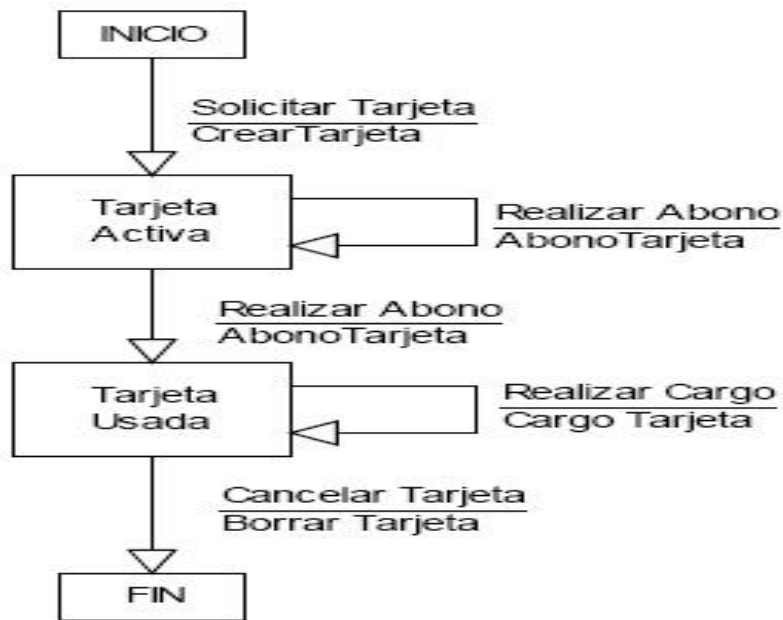 INICIO
Solicitar Tarjeta
CrearTarjeta
Tarjeta
Activa
Realizar Abono
AbonoTarjeta
Realizar Abono
AbonoTarjeta
Tarjeta
Usada
Realizar Cargo
Cargo Tarjeta
Cancelar Tarjeta
Borrar Tarjeta
FIN